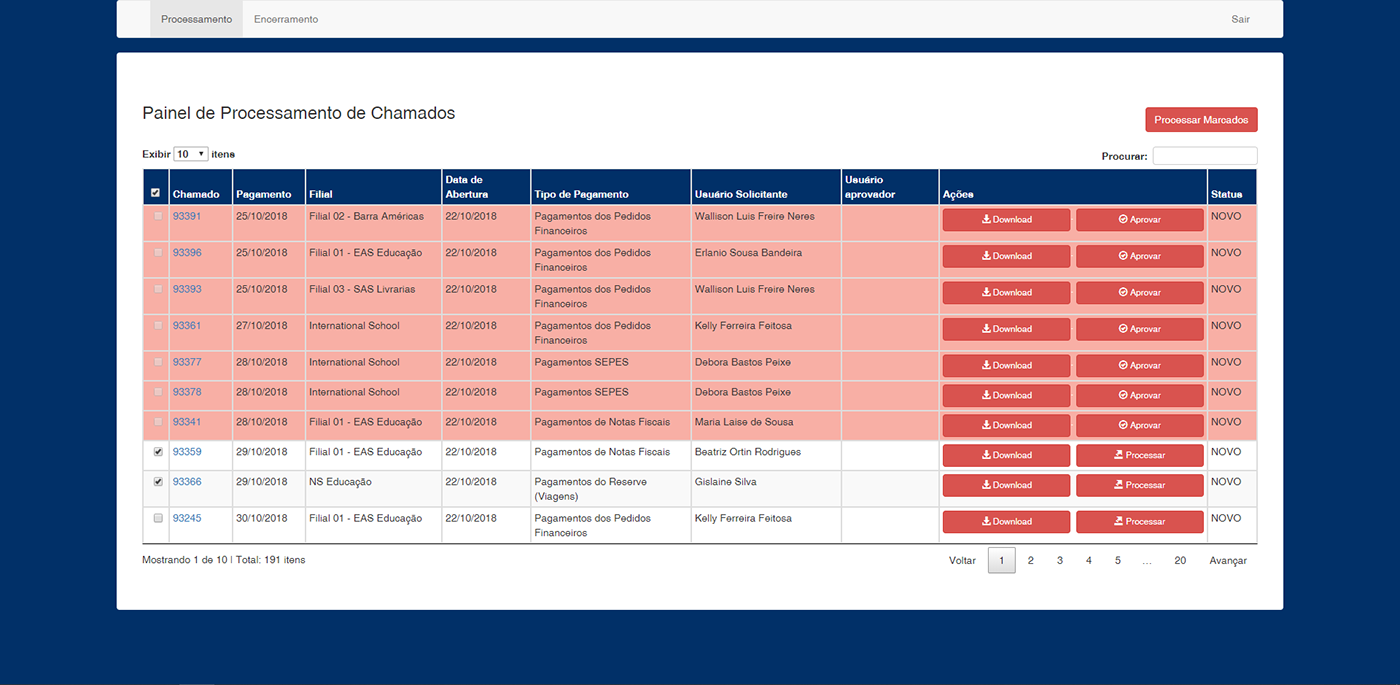 Processamento Encerramento Sair
Painel de Processamento de Chamados
Processar Marcados
Exibir 10 itens
Procurar:
Chamado Pagamento Filial Data de Abertura Tipo de Pagamento Usuário Solicitante Usuário aprovador Ações Status
93391 25/10/2018 Filial 02 - Barra Américas 22/10/2018 Pagamentos dos Pedidos Financeiros Wallison Luis Freire Neres Download Aprovar NOVO
93396 25/10/2018 Filial 01 - EAS Educação 22/10/2018 Pagamentos dos Pedidos Financeiros Erlanio Sousa Bandeira Download Aprovar NOVO
93393 25/10/2018 Filial 03 - SAS Livrarias 22/10/2018 Pagamentos dos Pedidos Financeiros Wallison Luis Freire Neres Download Aprovar NOVO
93361 27/10/2018 International School 22/10/2018 Pagamentos dos Pedidos Financeiros Kelly Ferreira Feitosa Download Aprovar NOVO
93377 28/10/2018 International School 22/10/2018 Pagamentos SEPES Debora Bastos Peixe Download Aprovar NOVO
93378 28/10/2018 International School 22/10/2018 Pagamentos SEPES Debora Bastos Peixe Download Aprovar NOVO
93341 28/10/2018 Filial 01 - EAS Educação 22/10/2018 Pagamentos de Notas Fiscais Maria Laise de Sousa Download Aprovar NOVO
93359 29/10/2018 Filial 01 - EAS Educação 22/10/2018 Pagamentos de Notas Fiscais Beatriz Ortin Rodrigues Download Processar NOVO
93366 29/10/2018 NS Educação 22/10/2018 Pagamentos do Reserve (Viagens) Gislaine Silva Download Processar NOVO
93245 30/10/2018 Filial 01 - EAS Educação 22/10/2018 Pagamentos dos Pedidos Financeiros Kelly Ferreira Feitosa Download Processar NOVO
Mostrando 1 de 10 | Total: 191 itens
Voltar 1 2 3 4 5 ... 20 Avançar